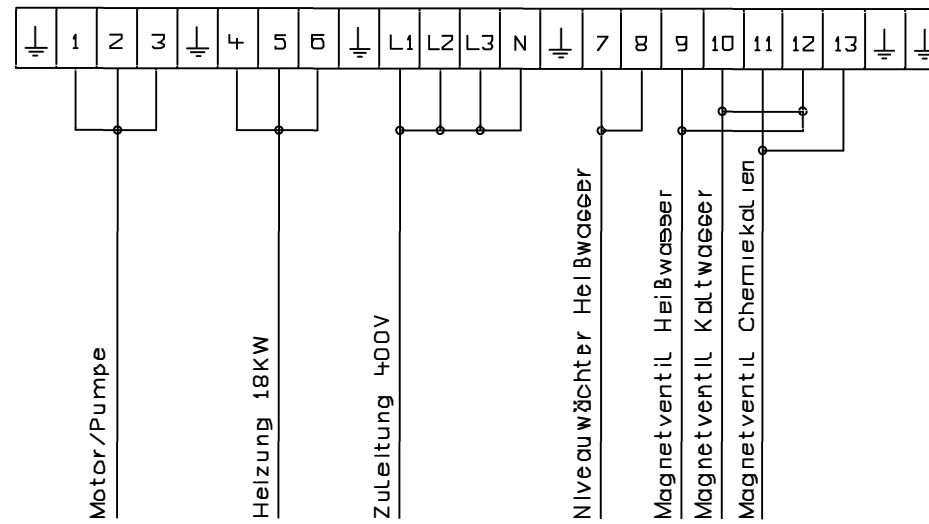 1 2 3 4 5 6 L1 L2 L3 N 7 8 9 10 11 12 13
Motor/Pumpe
Heizung 18KW
Zuleitung 400V
Niveauwächter Heißwasser
Magnetventil Heißwasser
Magnetventil Kaltwasser
Magnetventil Chemiekalien